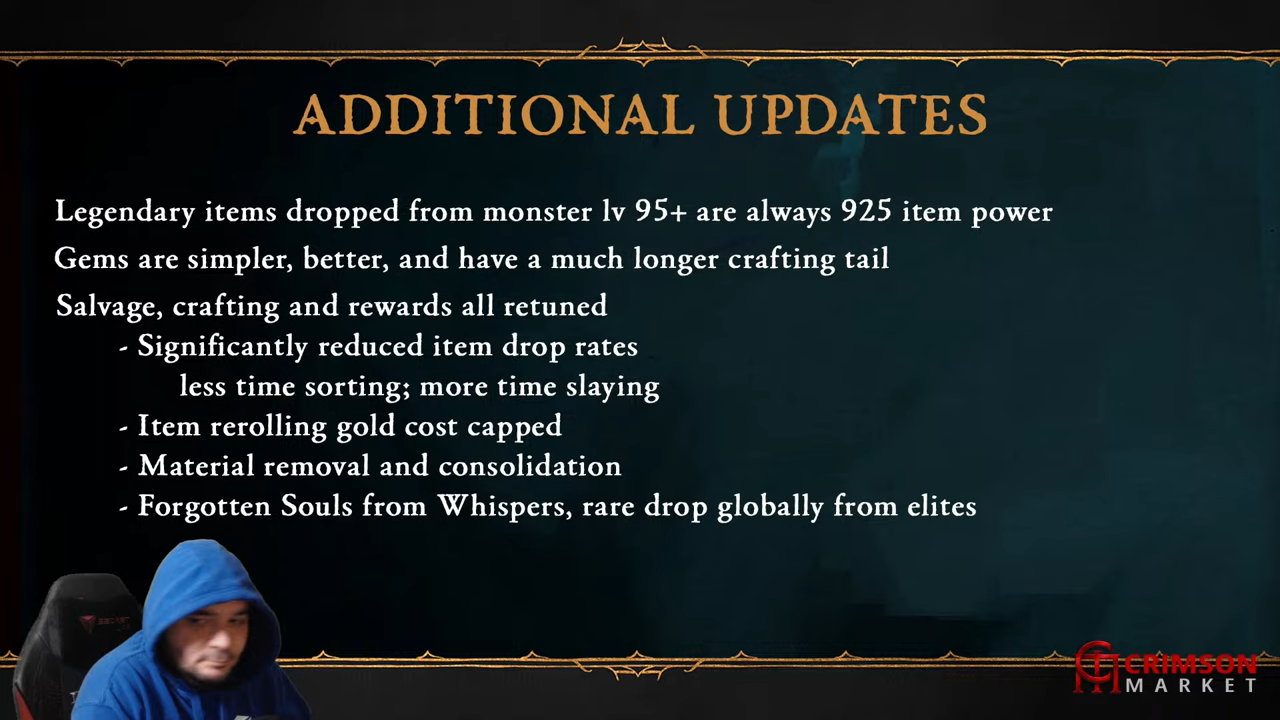 ADDITIONAL UPDATES
Legendary items dropped from monster lv 95+ are always 925 item power
Gems are simpler, better, and have a much longer crafting tail
Salvage, crafting and rewards all retuned
- Significantly reduced item drop rates
less time sorting; more time slaying
- Item rerolling gold cost capped
- Material removal and consolidation
- Forgotten Souls from Whispers, rare drop globally from elites
CRIMSON
MARKET